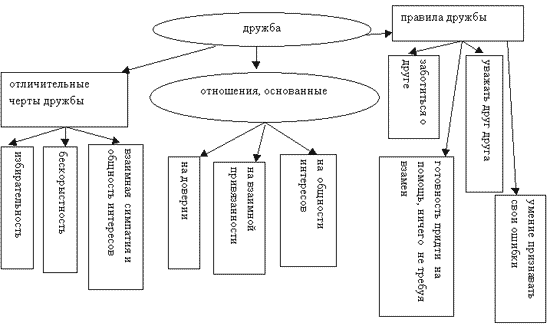 дружба
правила дружбы
отличительные
черты дружбы
отношения, основанные
заботиться о
друге
уважать друг друга
избирательность
бескорыстность
взаимная симпатия и
общность интересов
на доверии
на взаимной
привязанности
на общности
интересов
готовность придти на
помощь, ничего не требуя
взамен
умение признавать
свои ошибки